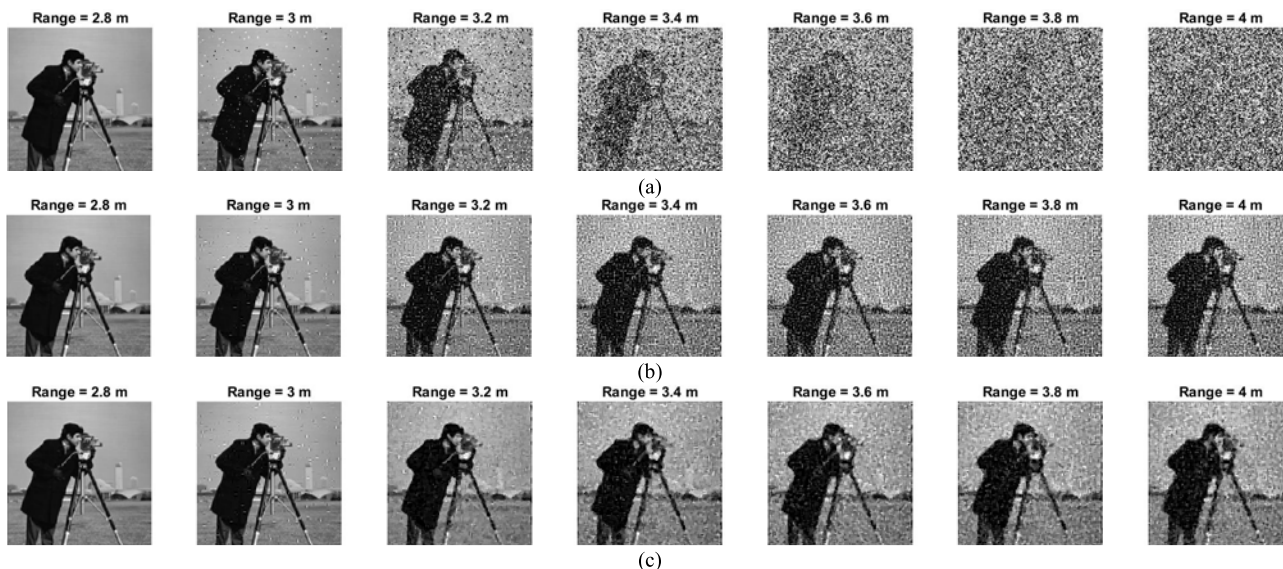 Range = 2.8 m Range = 3 m Range = 3.2 m Range = 3.4 m Range = 3.6 m Range = 3.8 m Range = 4 m
(a)
Range = 2.8 m Range = 3 m Range = 3.2 m Range = 3.4 m Range = 3.6 m Range = 3.8 m Range = 4 m
(b)
Range = 2.8 m Range = 3 m Range = 3.2 m Range = 3.4 m Range = 3.6 m Range = 3.8 m Range = 4 m
(c)